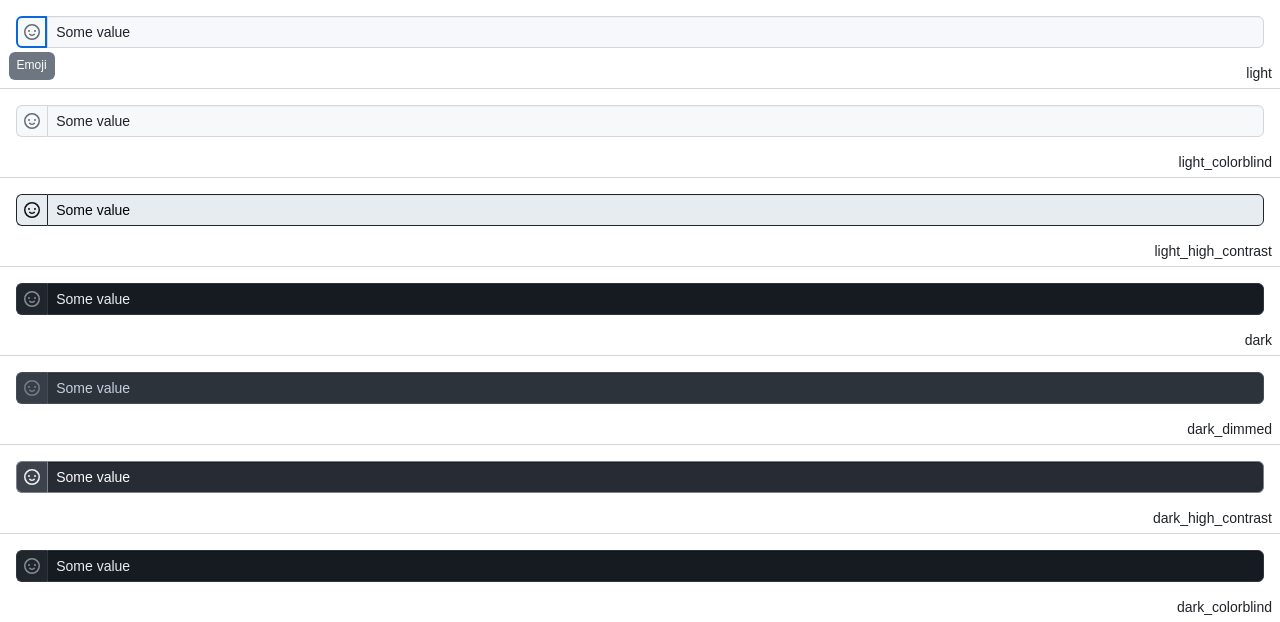 Some value
Emoji
light
Some value
light_colorblind
Some value
light_high_contrast
Some value
dark
Some value
dark_dimmed
Some value
dark_high_contrast
Some value
dark_colorblind